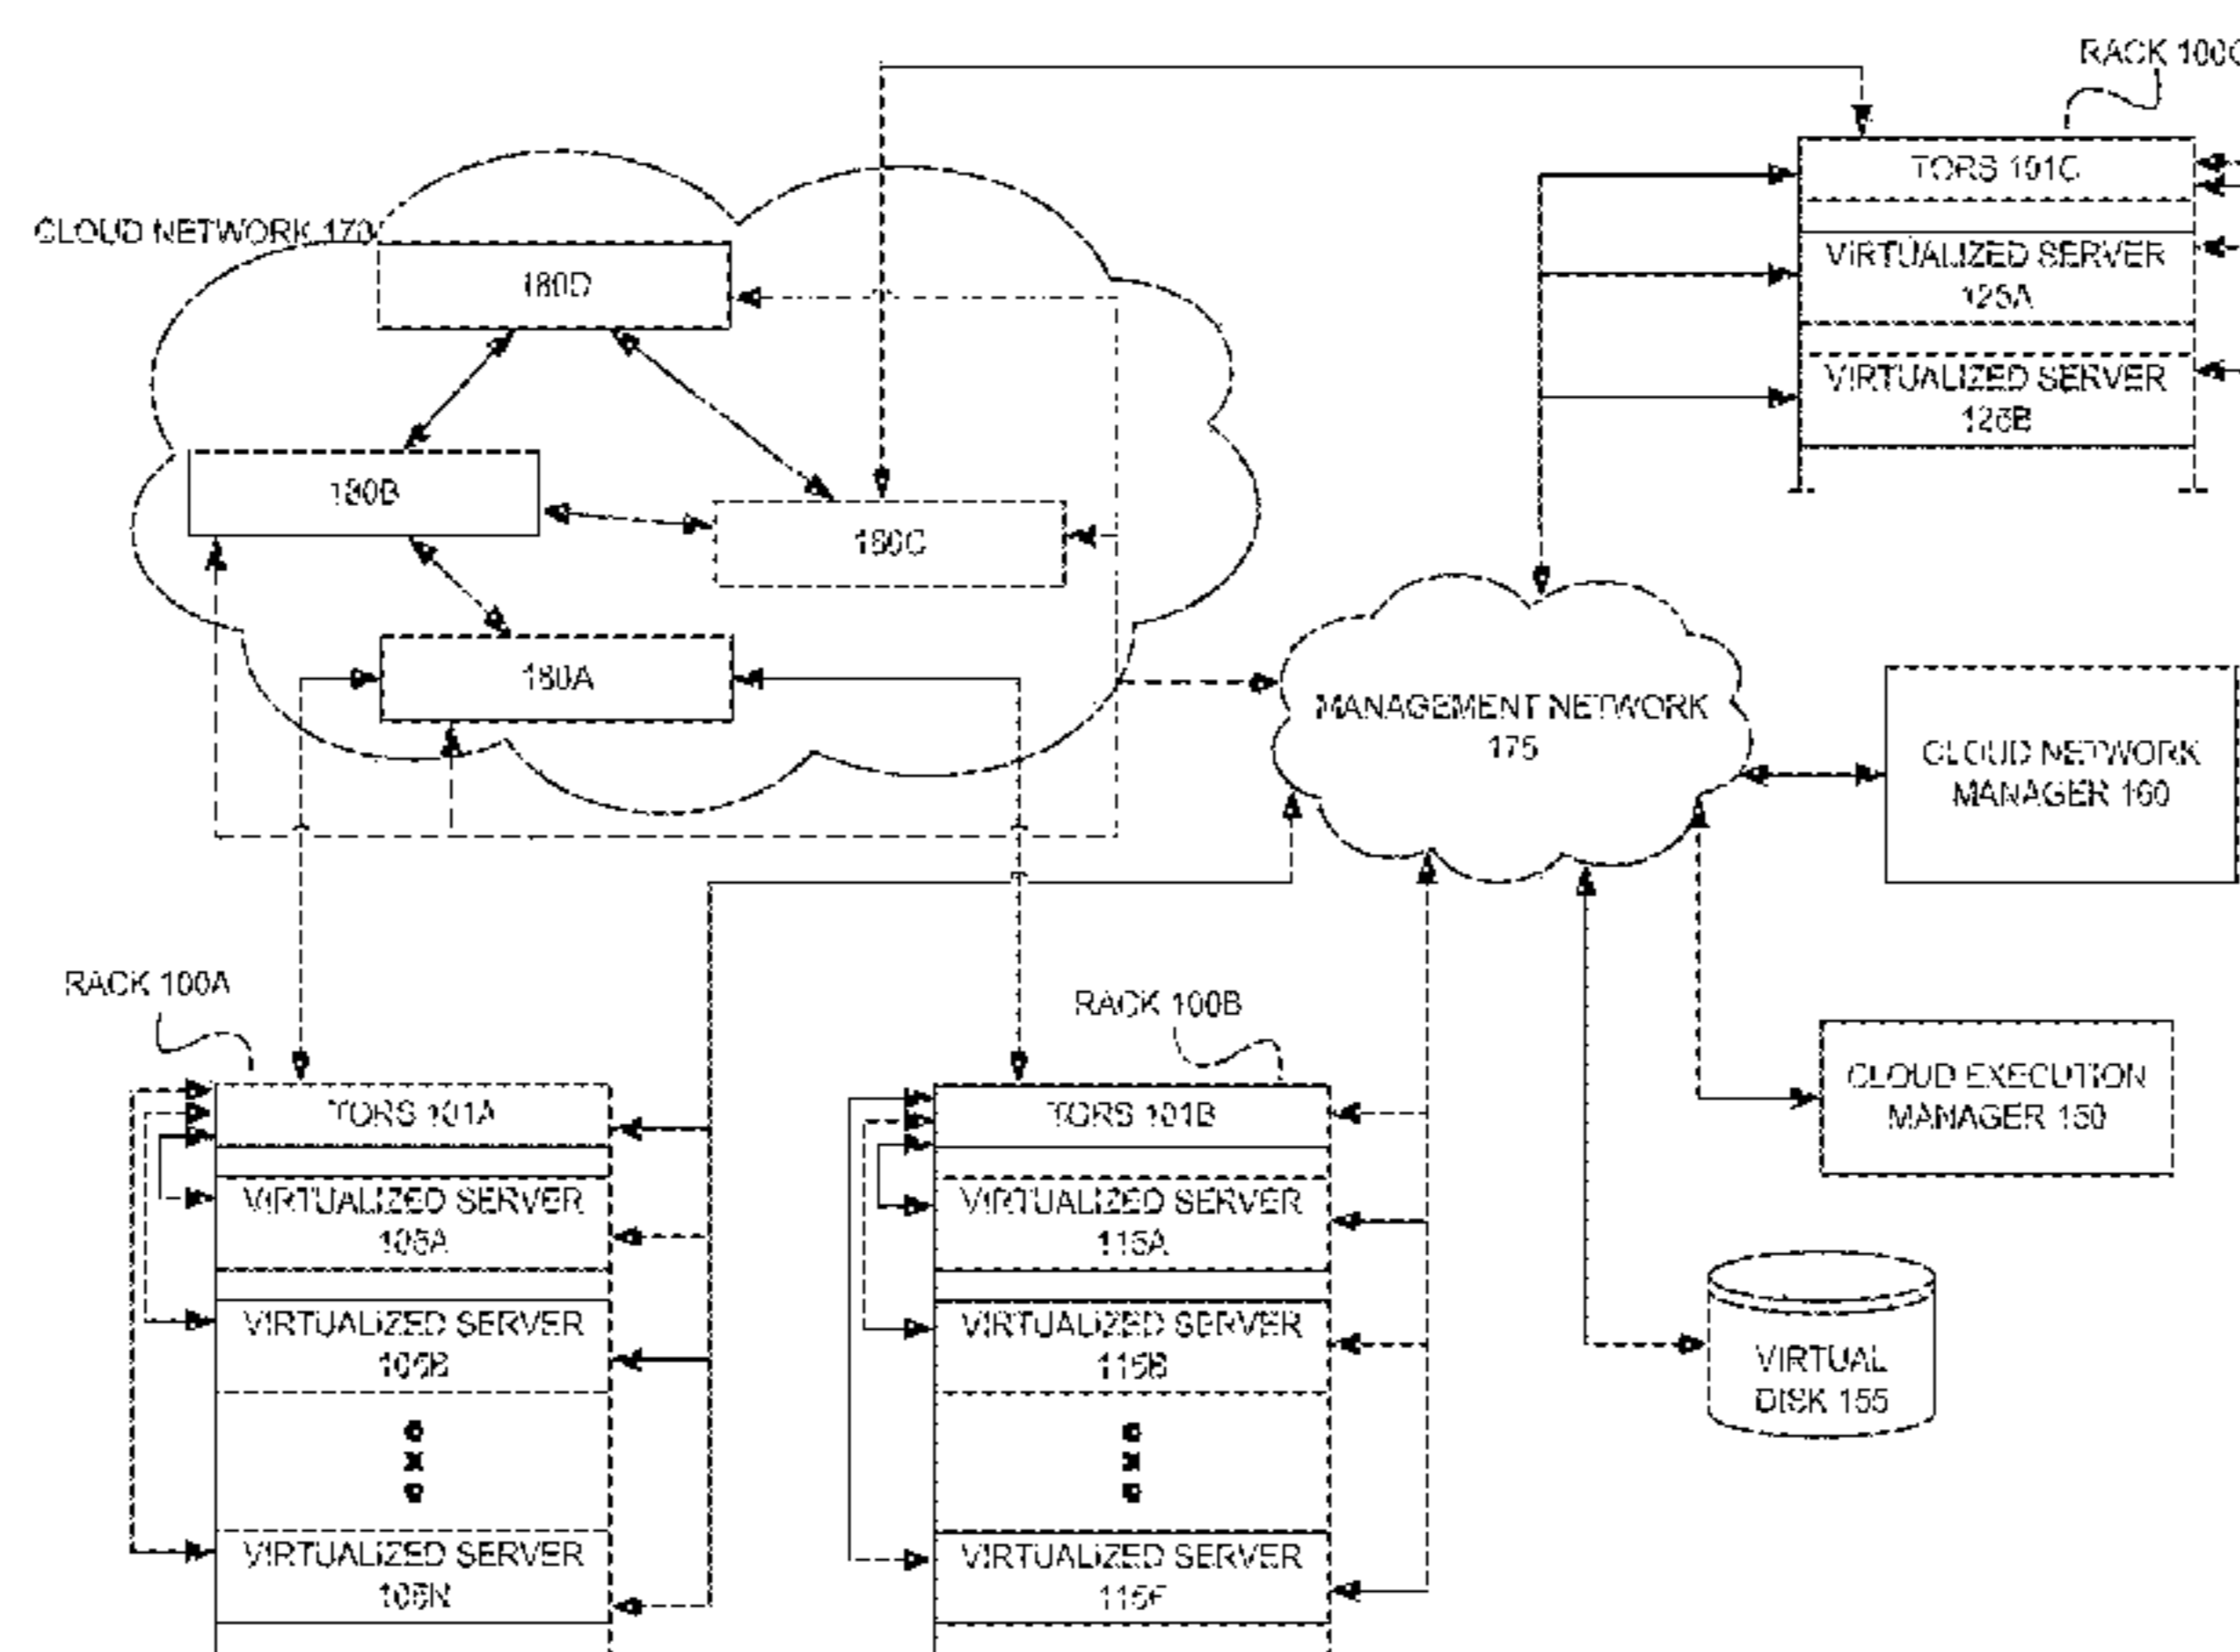 RACK 100C
TORS 101C
VIRTUALIZED SERVER
125A
VIRTUALIZED SERVER
125B
CLOUD NETWORK 170
180D
180B
180C
180A
MANAGEMENT NETWORK
175
CLOUD NETWORK
MANAGER 160
RACK 100A
RACK 100B
TORS 101A
VIRTUALIZED SERVER
105A
VIRTUALIZED SERVER
105B
VIRTUALIZED SERVER
105N
TORS 101B
VIRTUALIZED SERVER
115A
VIRTUALIZED SERVER
115B
VIRTUALIZED SERVER
CLOUD EXECUTION
MANAGER 150
VIRTUAL
DISK 155